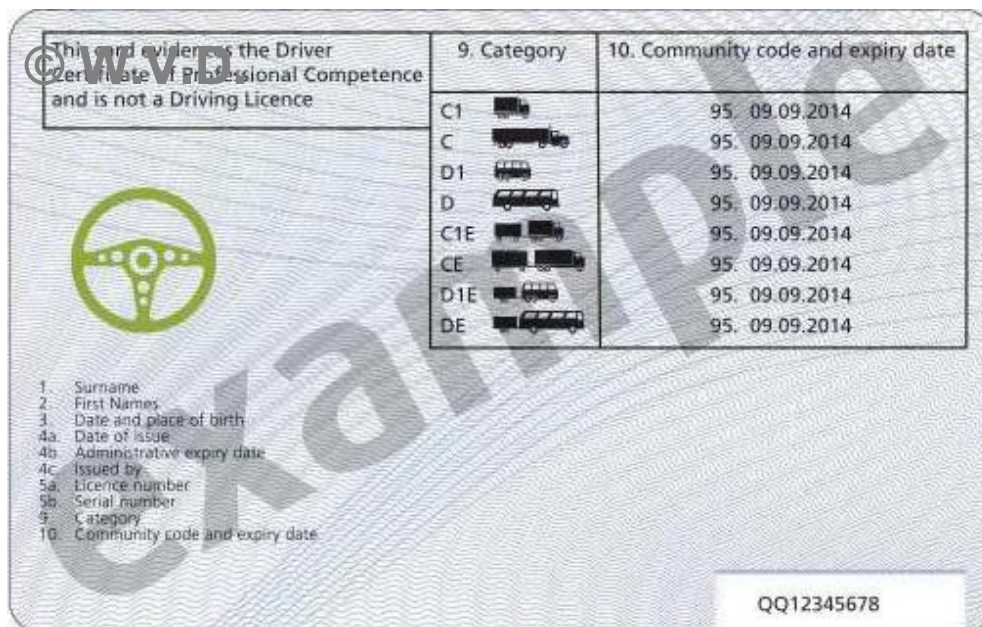 This card evidences the Driver
Certificate of Professional Competence
and is not a Driving Licence
© W.V.D.
9. Category 10. Community code and expiry date
C1 95. 09.09.2014
C 95. 09.09.2014
D1 95. 09.09.2014
D 95. 09.09.2014
C1E 95. 09.09.2014
CE 95. 09.09.2014
D1E 95. 09.09.2014
DE 95. 09.09.2014
example
1. Surname
2. First Names
3. Date and place of birth
4a. Date of issue
4b. Administrative expiry date
4c. Issued by
5a. Licence number
5b. Serial number
9. Category
10. Community code and expiry date
QQ12345678